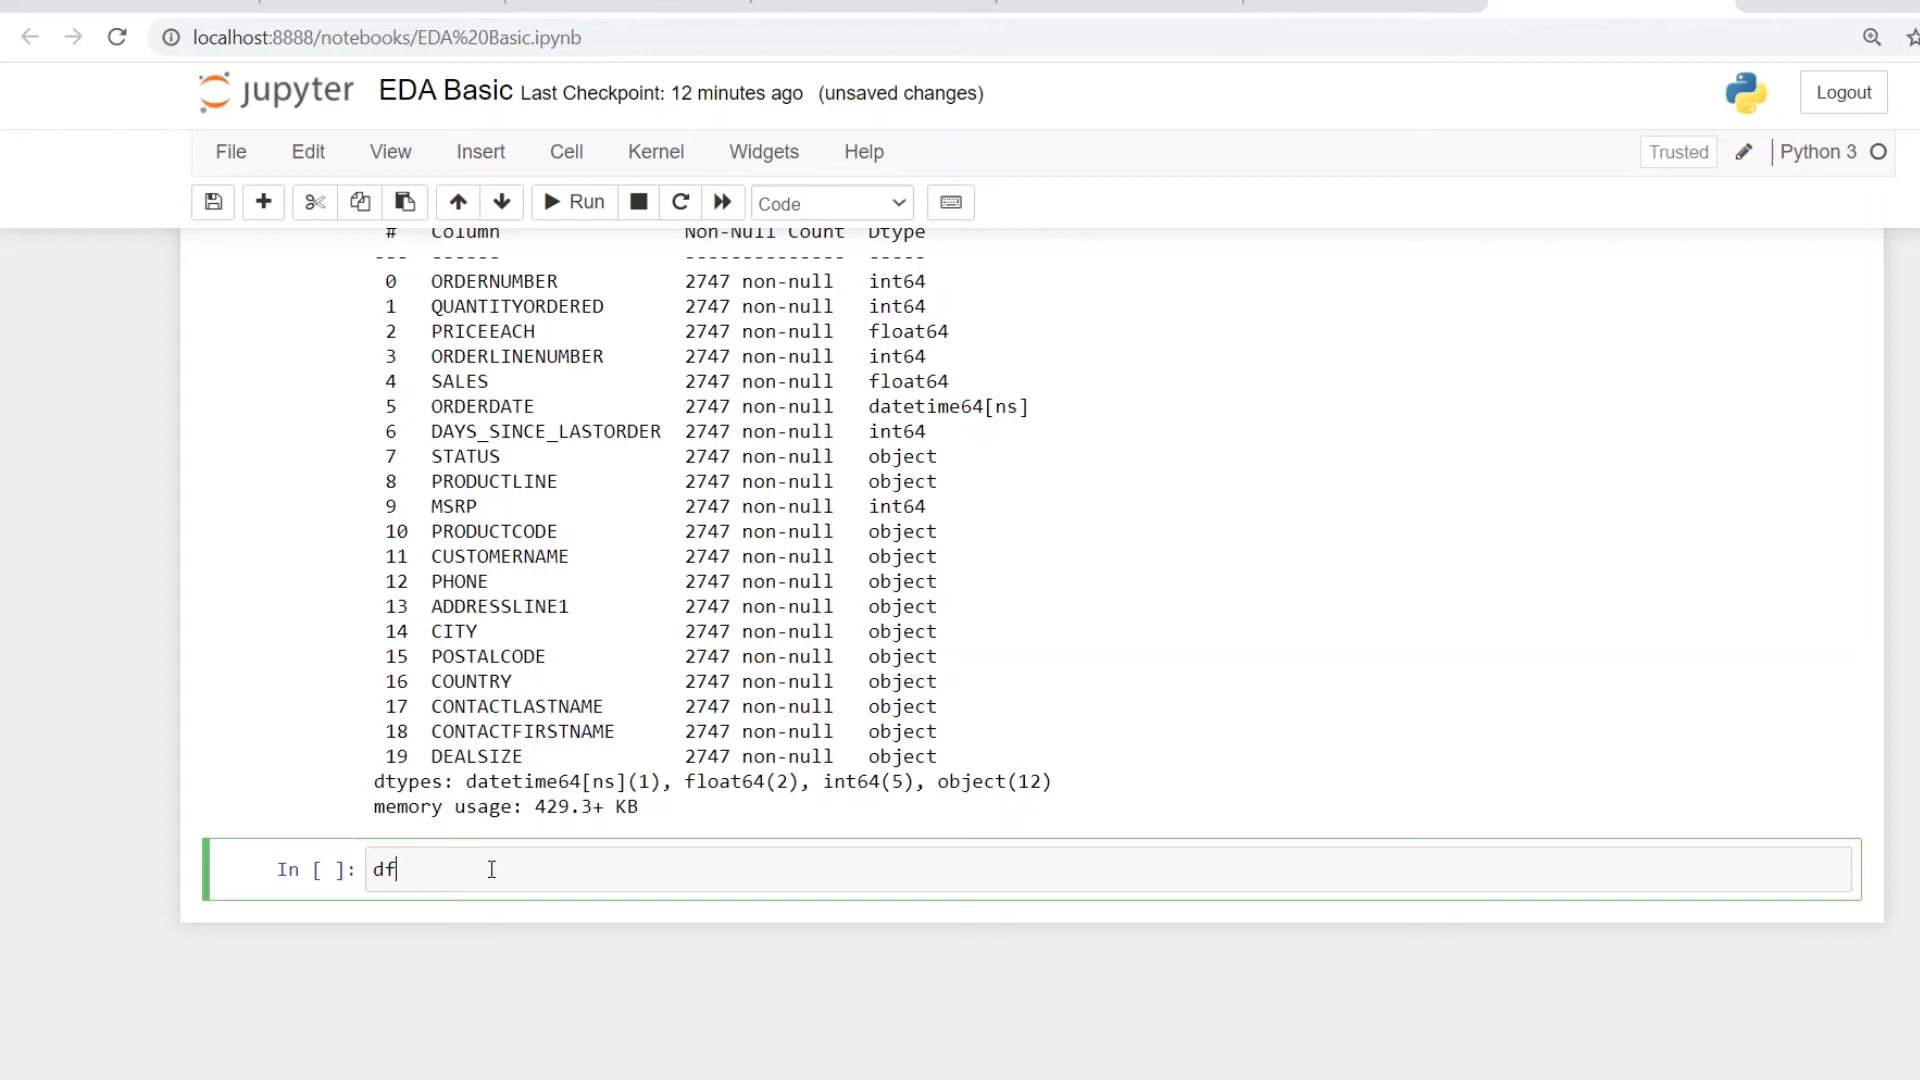 localhost:8888/notebooks/EDA%20Basic.ipynb
jupyter EDA Basic Last Checkpoint: 12 minutes ago (unsaved changes)
Logout
File Edit View Insert Cell Kernel Widgets Help
Trusted Python 3
Run Code
# Column Non-Null Count Dtype
--- ------ -------------- -----
0 ORDERNUMBER 2747 non-null int64
1 QUANTITYORDERED 2747 non-null int64
2 PRICEEACH 2747 non-null float64
3 ORDERLINENUMBER 2747 non-null int64
4 SALES 2747 non-null float64
5 ORDERDATE 2747 non-null datetime64[ns]
6 DAYS_SINCE_LASTORDER 2747 non-null int64
7 STATUS 2747 non-null object
8 PRODUCTLINE 2747 non-null object
9 MSRP 2747 non-null int64
10 PRODUCTCODE 2747 non-null object
11 CUSTOMERNAME 2747 non-null object
12 PHONE 2747 non-null object
13 ADDRESSLINE1 2747 non-null object
14 CITY 2747 non-null object
15 POSTALCODE 2747 non-null object
16 COUNTRY 2747 non-null object
17 CONTACTLASTNAME 2747 non-null object
18 CONTACTFIRSTNAME 2747 non-null object
19 DEALSIZE 2747 non-null object
dtypes: datetime64[ns](1), float64(2), int64(5), object(12)
memory usage: 429.3+ KB
In [ ]: df